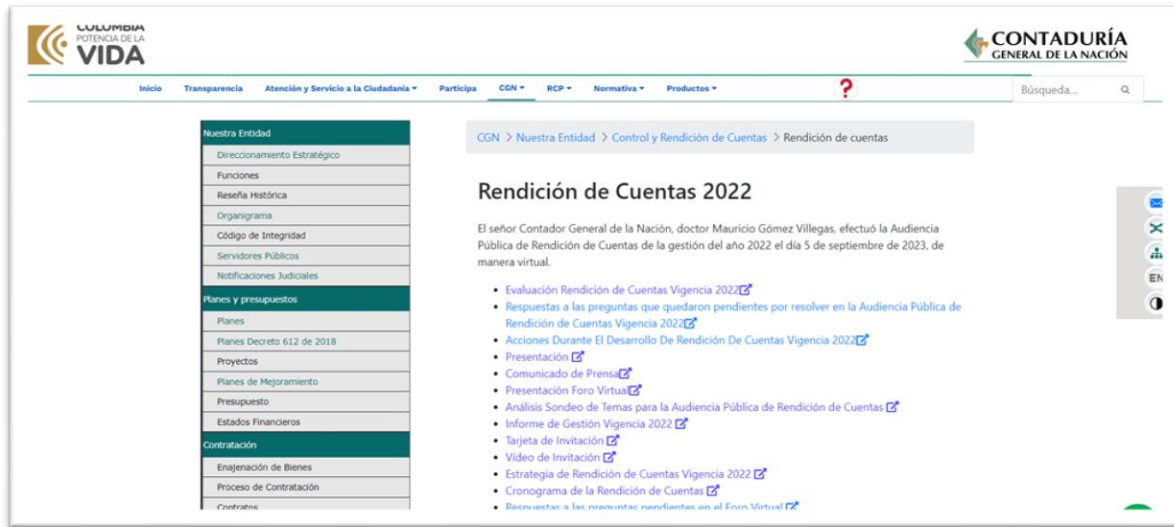 COLOMBIA
POTENCIA DE LA
VIDA
CONTADURÍA
GENERAL DE LA NACIÓN
Inicio Transparencia Atención y Servicio a la Ciudadanía Participa CGN RCP Normativa Productos ? Búsqueda...
Nuestra Entidad
Direccionamiento Estratégico
Funciones
Reseña Histórica
Organigrama
Código de Integridad
Servidores Públicos
Notificaciones Judiciales
Planes y presupuestos
Planes
Planes Decreto 612 de 2018
Proyectos
Planes de Mejoramiento
Presupuesto
Estados Financieros
Contratación
Enajenación de Bienes
Proceso de Contratación
Contratos
CGN > Nuestra Entidad > Control y Rendición de Cuentas > Rendición de cuentas
Rendición de Cuentas 2022
El señor Contador General de la Nación, doctor Mauricio Gómez Villegas, efectuó la Audiencia
Pública de Rendición de Cuentas de la gestión del año 2022 el día 5 de septiembre de 2023, de
manera virtual.
• Evaluación Rendición de Cuentas Vigencia 2022
• Respuestas a las preguntas que quedaron pendientes por resolver en la Audiencia Pública de
Rendición de Cuentas Vigencia 2022
• Acciones Durante El Desarrollo De Rendición De Cuentas Vigencia 2022
• Presentación
• Comunicado de Prensa
• Presentación Foro Virtual
• Análisis Sondeo de Temas para la Audiencia Pública de Rendición de Cuentas
• Informe de Gestión Vigencia 2022
• Tarjeta de Invitación
• Vídeo de Invitación
• Estrategia de Rendición de Cuentas Vigencia 2022
• Cronograma de la Rendición de Cuentas
• Respuestas a las preguntas pendientes en el Foro Virtual
EN